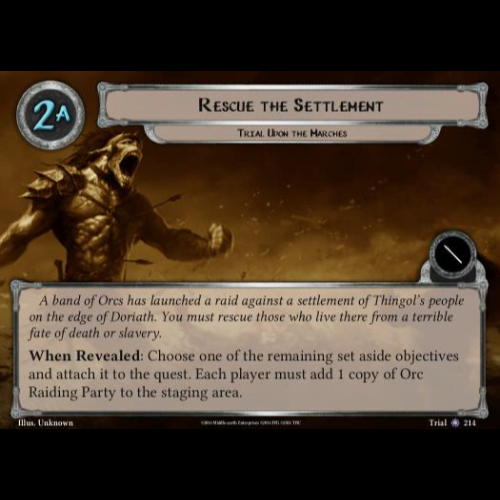 2A
RESCUE THE SETTLEMENT
TRIAL UPON THE MARCHES
A band of Orcs has launched a raid against a settlement of Thingol's people
on the edge of Doriath. You must rescue those who live there from a terrible
fate of death or slavery.
When Revealed: Choose one of the remaining set aside objectives
and attach it to the quest. Each player must add 1 copy of Orc
Raiding Party to the staging area.
Illus. Unknown
Trial 214